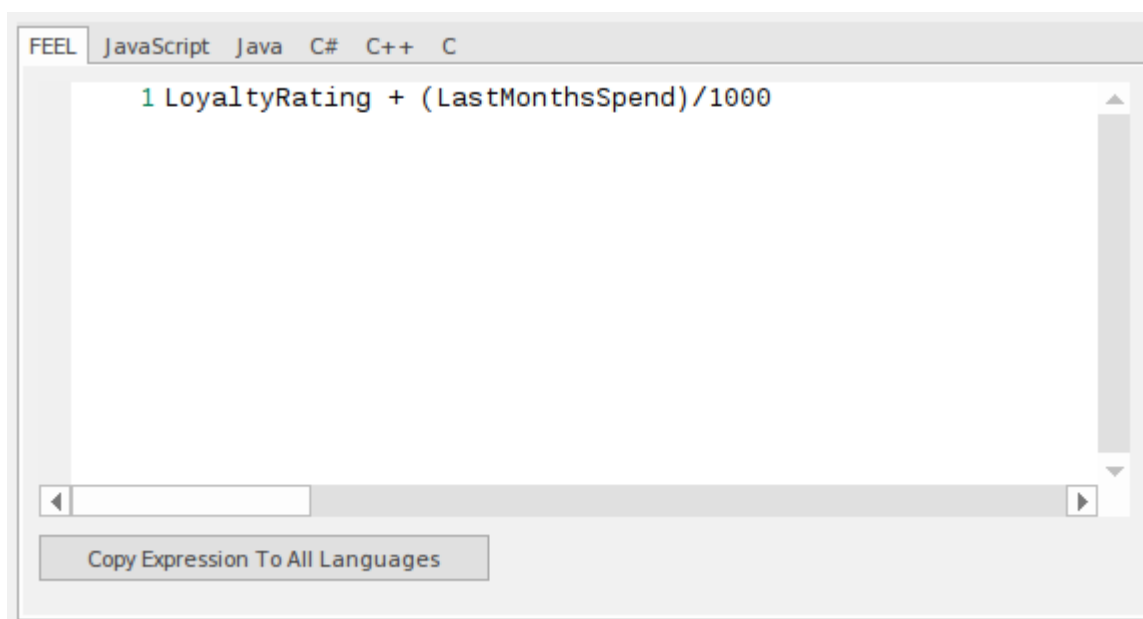 FEEL JavaScript Java C# C++ C
1 LoyaltyRating + (LastMonthsSpend)/1000
Copy Expression To All Languages